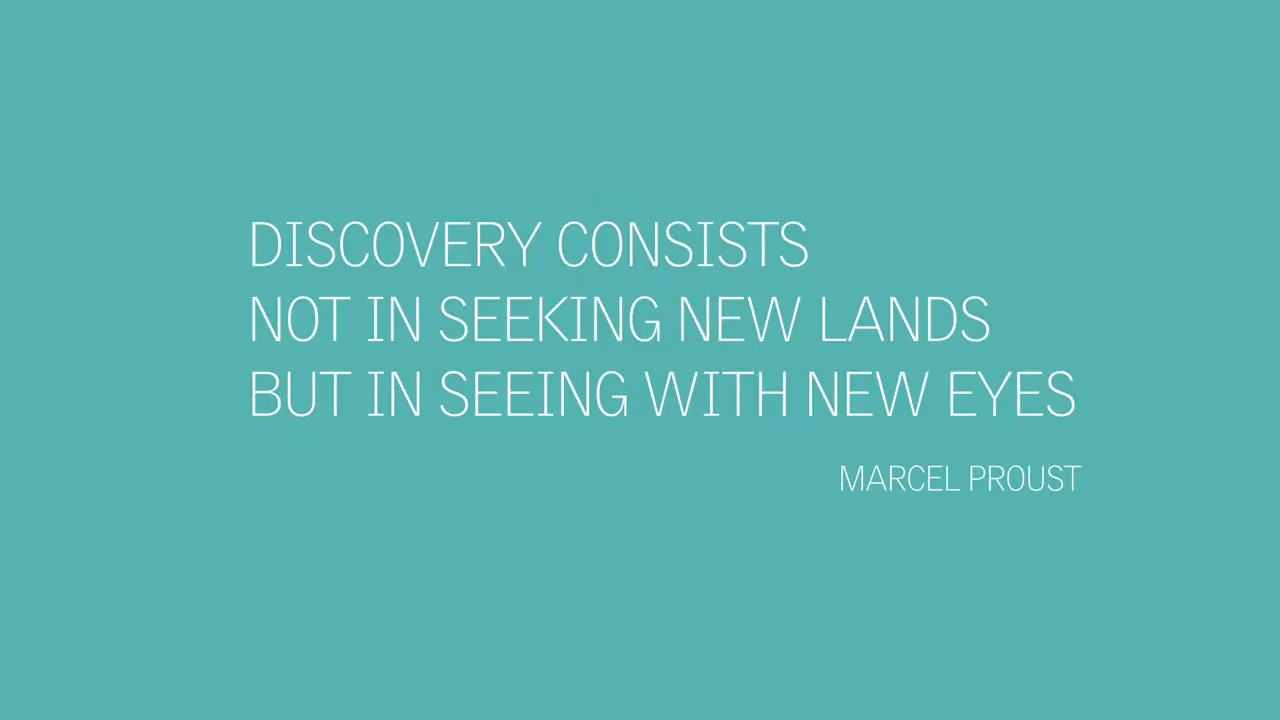 DISCOVERY CONSISTS
NOT IN SEEKING NEW LANDS
BUT IN SEEING WITH NEW EYES
MARCEL PROUST